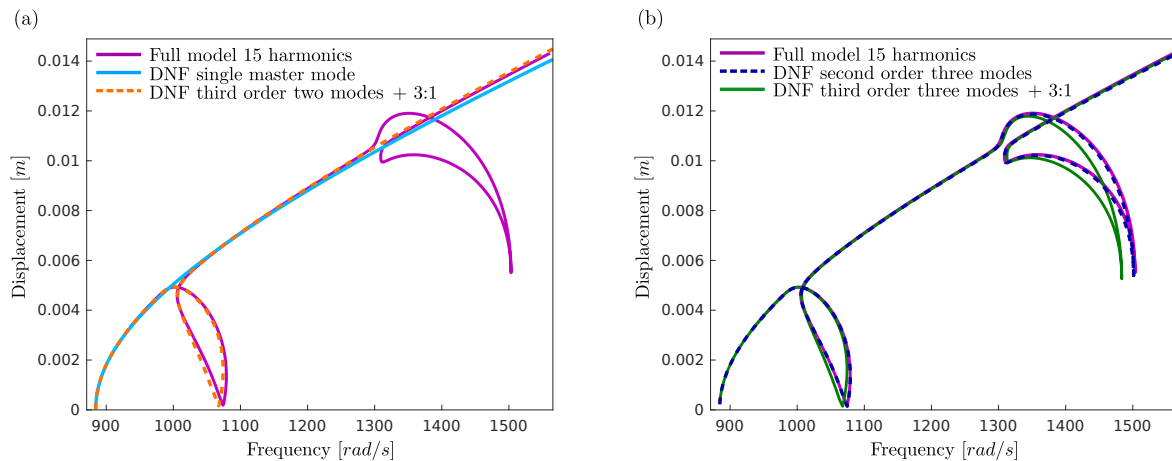 (a)
Full model 15 harmonics
DNF single master mode
DNF third order two modes + 3:1
Displacement [m]
0.014
0.012
0.01
0.008
0.006
0.004
0.002
0
900 1000 1100 1200 1300 1400 1500
Frequency [rad/s]
(b)
Full model 15 harmonics
DNF second order three modes
DNF third order three modes + 3:1
Displacement [m]
0.014
0.012
0.01
0.008
0.006
0.004
0.002
0
900 1000 1100 1200 1300 1400 1500
Frequency [rad/s]